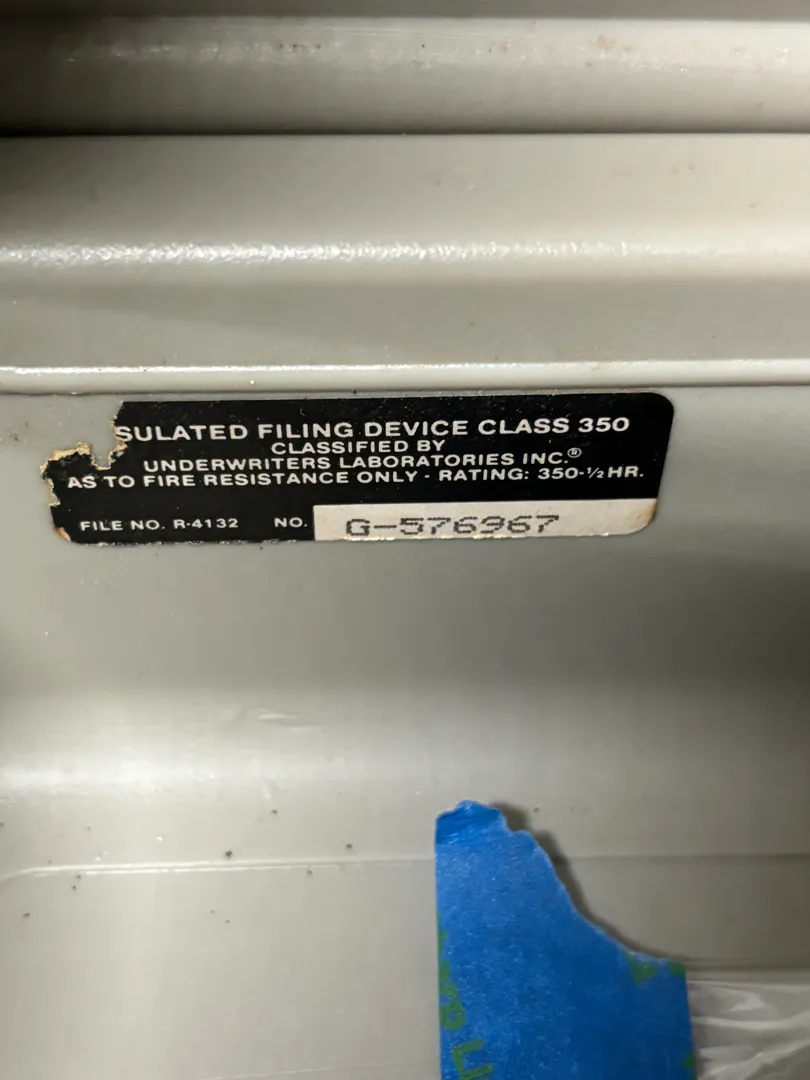 SULATED FILING DEVICE CLASS 350
CLASSIFIED BY
UNDERWRITERS LABORATORIES INC.®
AS TO FIRE RESISTANCE ONLY - RATING: 350-½ HR.
FILE NO. R-4132 NO. G-576967